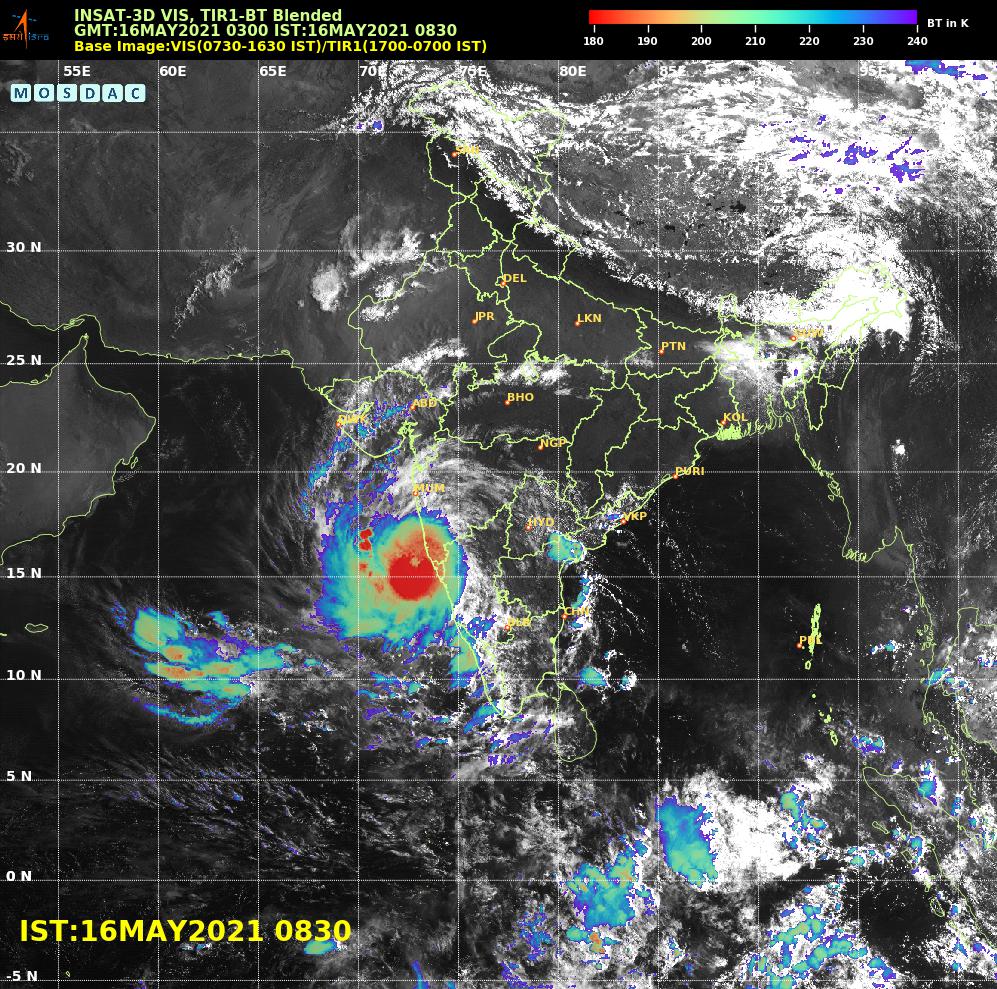 INSAT-3D VIS, TIR1-BT Blended
GMT:16MAY2021 0300 IST:16MAY2021 0830
Base Image:VIS(0730-1630 IST)/TIR1(1700-0700 IST)
BT in K
180 190 200 210 220 230 240
55E 60E 65E 70E 75E 80E 85E 95E
MOSDAC
30 N
DEL
JPR LKN
PTN
25 N
BHO
ABD
KOL
NGP
20 N
PURI
MUM
VKP
HYD
15 N
CHN
BLR
10 N
5 N
0 N
IST:16MAY2021 0830
-5 N